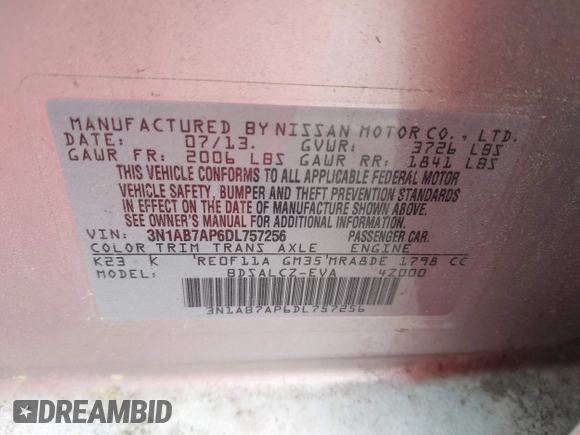 MANUFACTURED BY NISSAN MOTOR CO., LTD.
DATE: 07/13. GVWR: 3726 LBS
GAWR FR: 2006 LBS GAWR RR: 1841 LBS
THIS VEHICLE CONFORMS TO ALL APPLICABLE FEDERAL MOTOR
VEHICLE SAFETY, BUMPER AND THEFT PREVENTION STANDARDS
IN EFFECT ON THE DATE OF MANUFACTURE SHOWN ABOVE.
SEE OWNER'S MANUAL FOR ADDITIONAL INFORMATION.
VIN: 3N1AB7AP6DL757256 PASSENGER CAR.
COLOR TRIM TRANS AXLE ENGINE
K23 K 'RE0F11A GM35'MRA8DE 1798 CC
MODEL: BDSALCZ-EVA 4Z000
3N1AB7AP6DL757256
DREAMBID